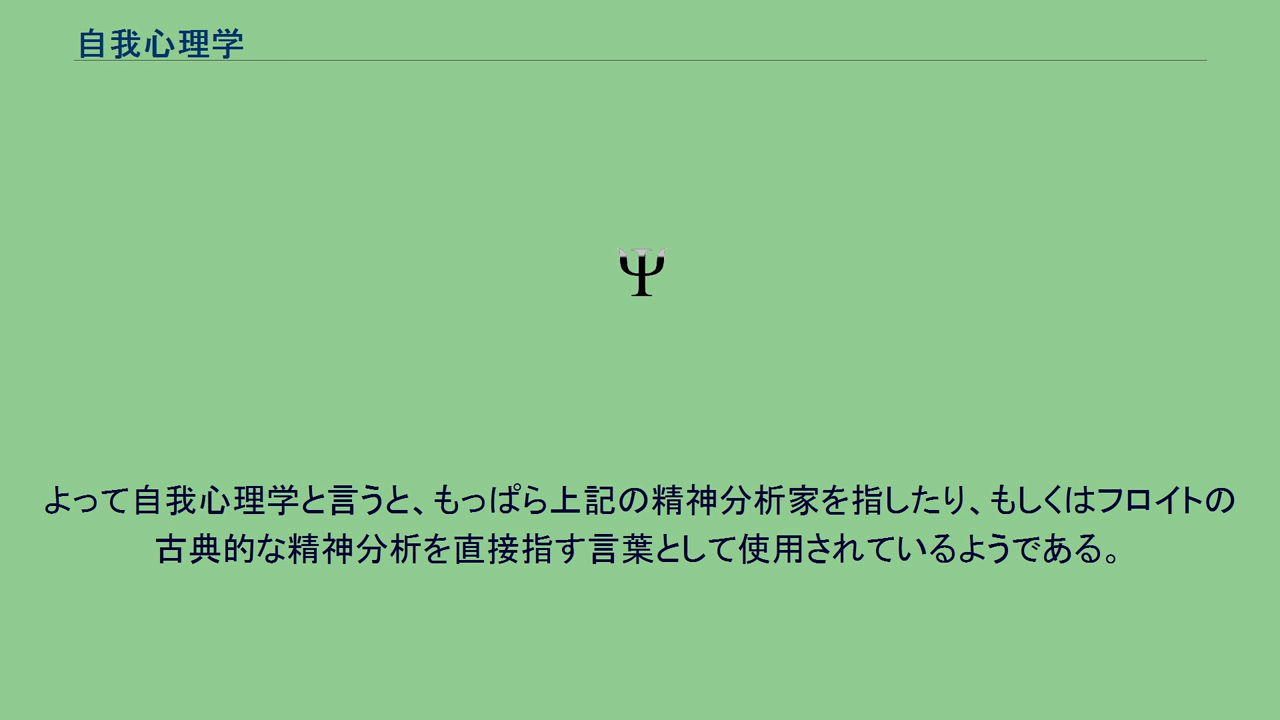 自我心理学
Ψ
よって自我心理学と言うと、もっぱら上記の精神分析家を指したり、もしくはフロイトの
古典的な精神分析を直接指す言葉として使用されているようである。